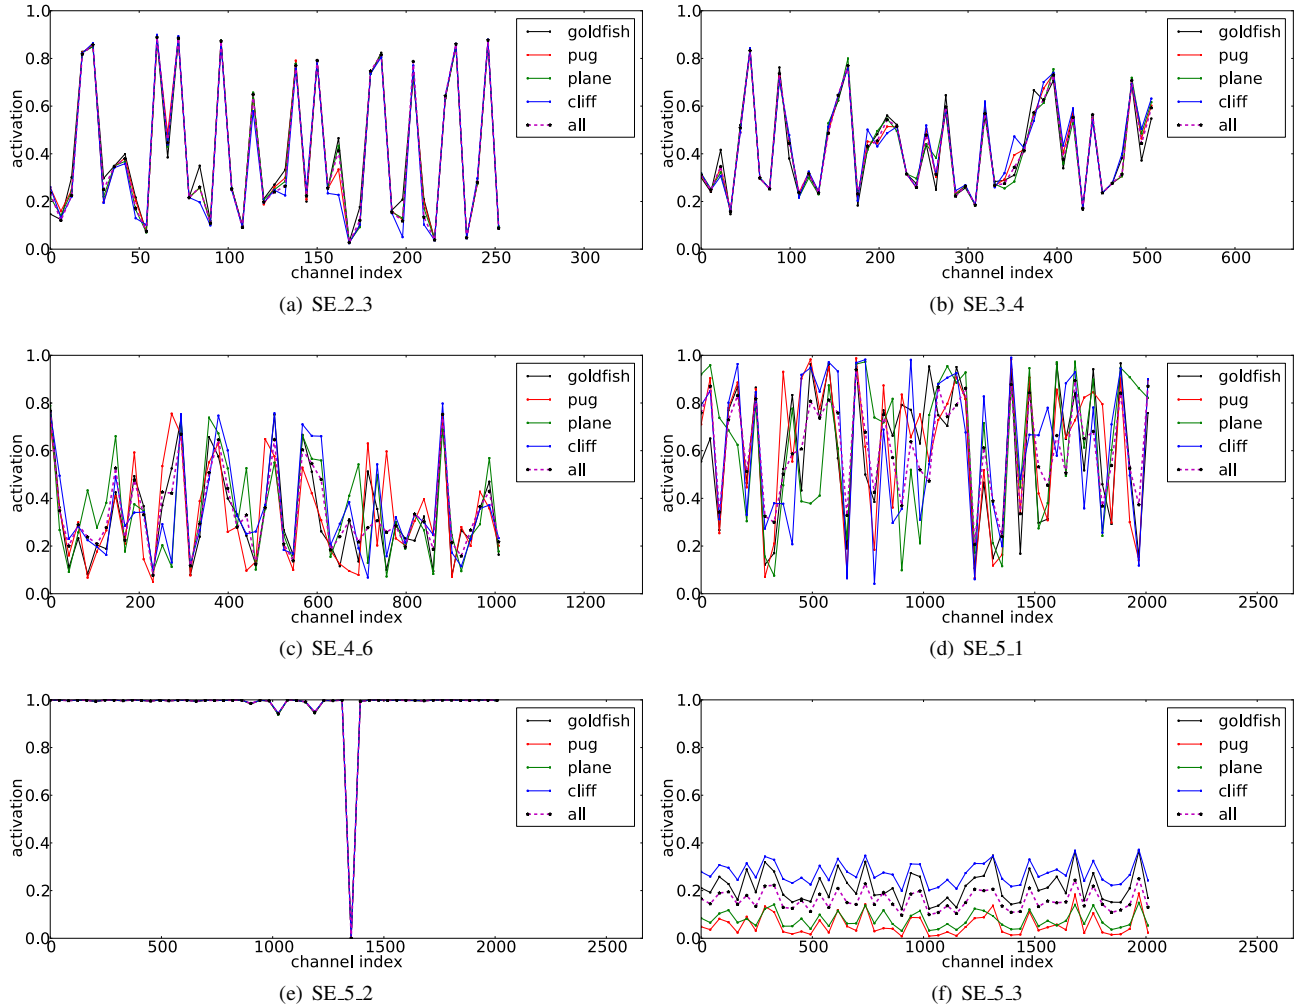 1.0
0.8
0.6
0.4
0.2
0.0
activation
0 50 100 150 200 250 300
channel index
goldfish
pug
plane
cliff
all
(a) SE_2_3
1.0
0.8
0.6
0.4
0.2
0.0
activation
0 100 200 300 400 500 600
channel index
goldfish
pug
plane
cliff
all
(b) SE_3_4
1.0
0.8
0.6
0.4
0.2
0.0
activation
0 200 400 600 800 1000 1200
channel index
goldfish
pug
plane
cliff
all
(c) SE_4_6
1.0
0.8
0.6
0.4
0.2
0.0
activation
0 500 1000 1500 2000 2500
channel index
goldfish
pug
plane
cliff
all
(d) SE_5_1
1.0
0.8
0.6
0.4
0.2
0.0
activation
0 500 1000 1500 2000 2500
channel index
goldfish
pug
plane
cliff
all
(e) SE_5_2
1.0
0.8
0.6
0.4
0.2
0.0
activation
0 500 1000 1500 2000 2500
channel index
goldfish
pug
plane
cliff
all
(f) SE_5_3